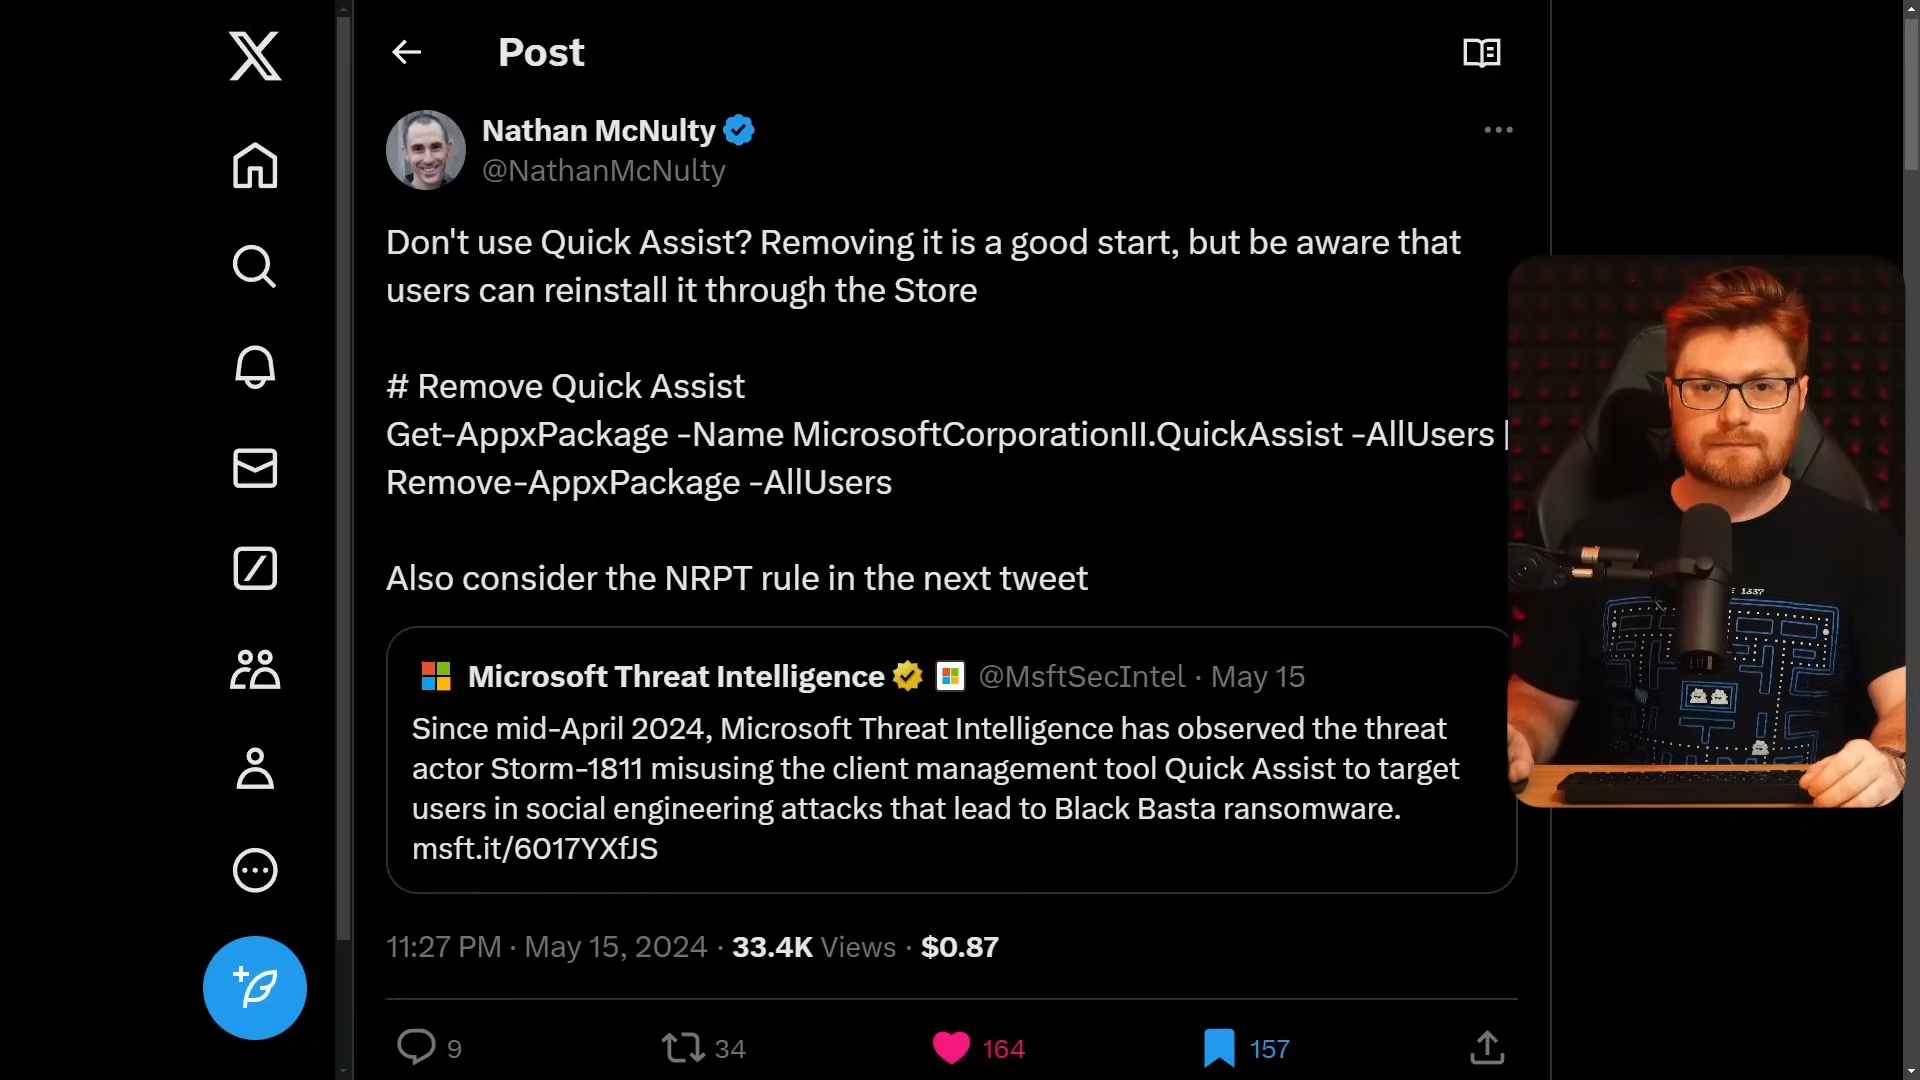 Post
Nathan McNulty
@NathanMcNulty
Don't use Quick Assist? Removing it is a good start, but be aware that
users can reinstall it through the Store
# Remove Quick Assist
Get-AppxPackage -Name MicrosoftCorporationII.QuickAssist -AllUsers |
Remove-AppxPackage -AllUsers
Also consider the NRPT rule in the next tweet
Microsoft Threat Intelligence @MsftSecIntel · May 15
Since mid-April 2024, Microsoft Threat Intelligence has observed the threat
actor Storm-1811 misusing the client management tool Quick Assist to target
users in social engineering attacks that lead to Black Basta ransomware.
msft.it/6017YXfJS
11:27 PM · May 15, 2024 · 33.4K Views · $0.87
9 34 164 157
1337